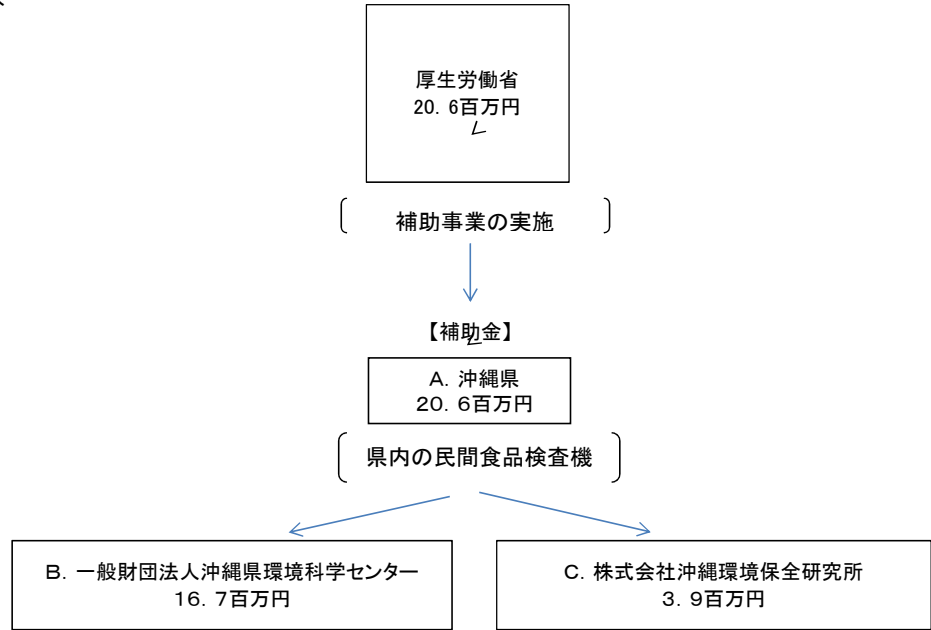 厚生労働省
20．6百万円
補助事業の実施
【補助金】
A．沖縄県
20．6百万円
県内の民間食品検査機
B．一般財団法人沖縄県環境科学センター
16．7百万円
C．株式会社沖縄環境保全研究所
3．9百万円